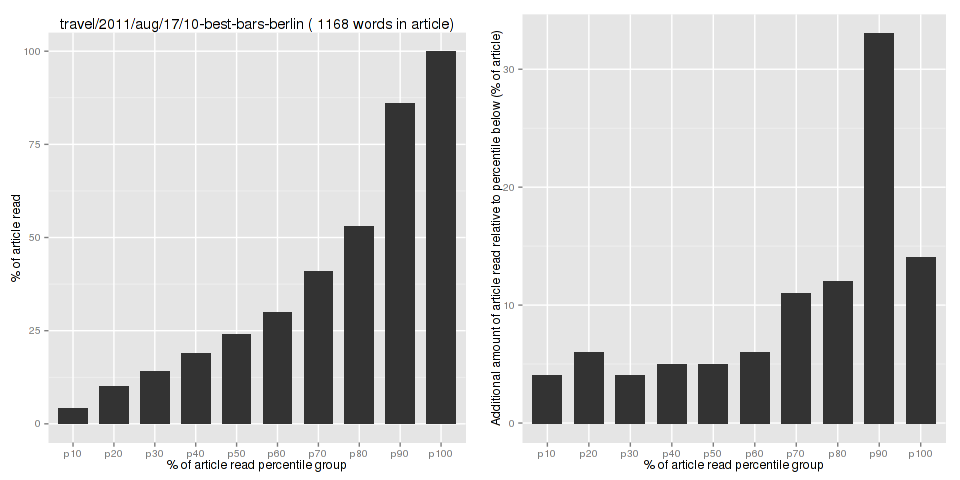 travel/2011/aug/17/10-best-bars-berlin ( 1168 words in article)
% of article read
100
75
50
25
0
p10 p20 p30 p40 p50 p60 p70 p80 p90 p100
% of article read percentile group
Additional amount of article read relative to percentile below (% of article)
30
20
10
0
p10 p20 p30 p40 p50 p60 p70 p80 p90 p100
% of article read percentile group